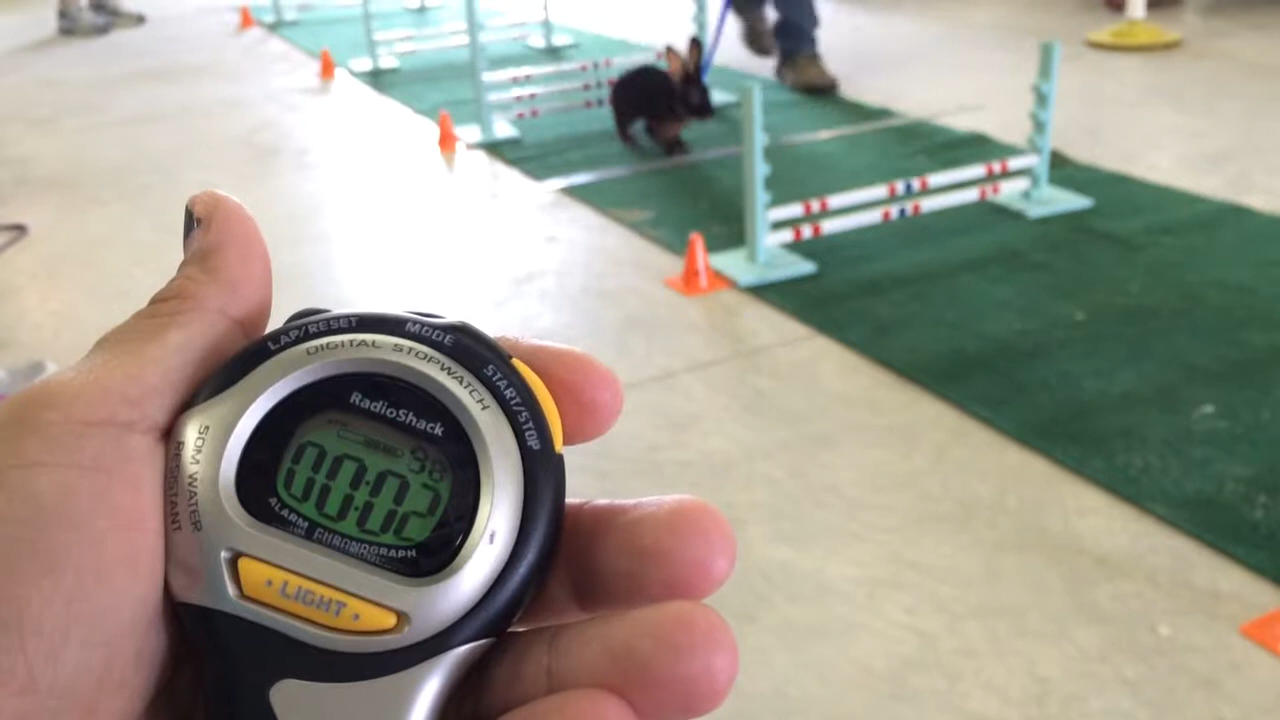 LAP/RESET
MODE
START/STOP
DIGITAL STOPWATCH
RadioShack
98
00:02
ALARM CHRONOGRAPH
50M WATER
RESISTANT
LIGHT